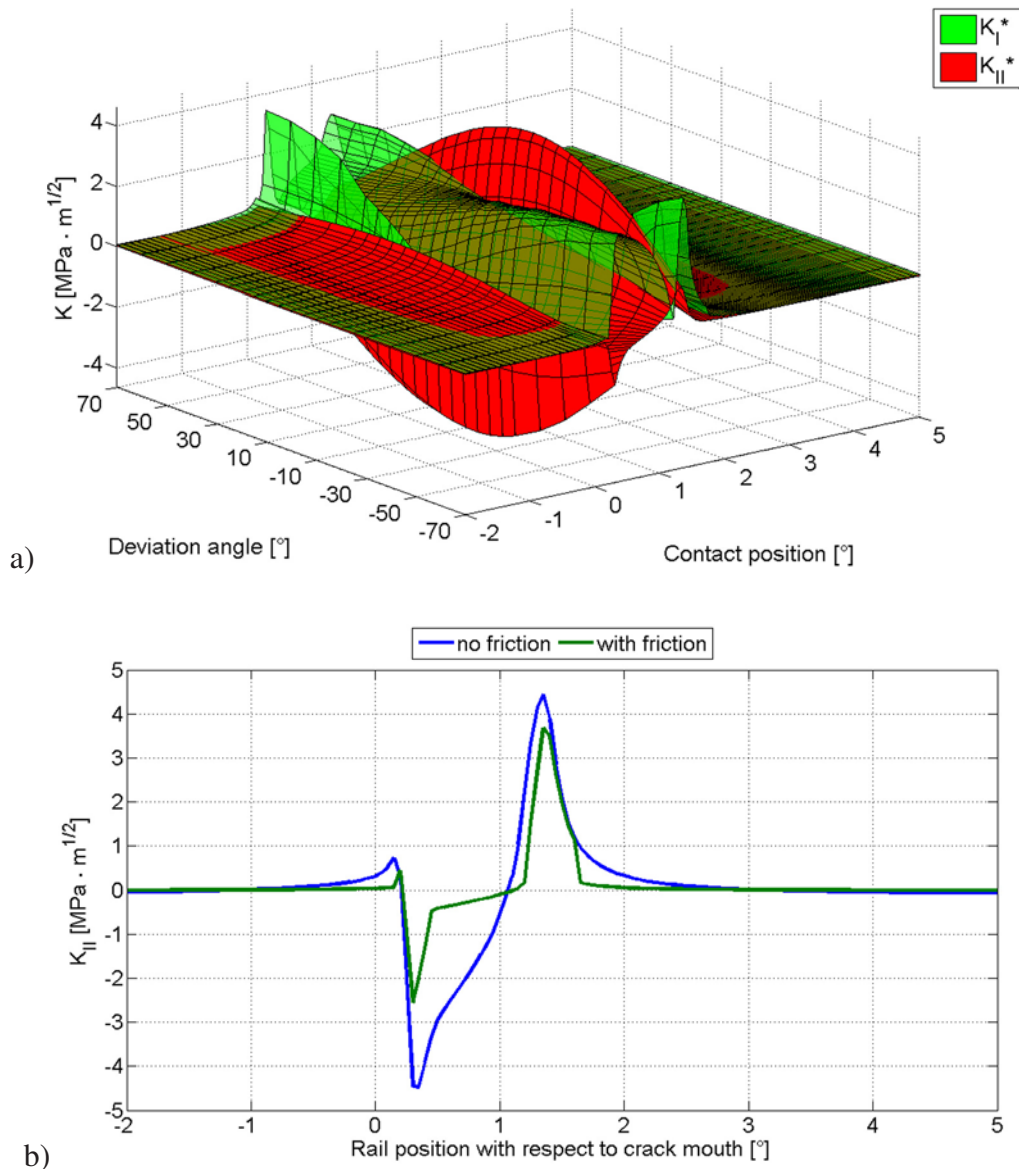 K_I*
K_II*
4
2
0
-2
-4
K [MPa · m^1/2]
70
50
30
10
-10
-30
-50
-70
-2
-1
0
1
2
3
4
5
Deviation angle [°]
Contact position [°]
a)
no friction with friction
5
4
3
2
1
0
-1
-2
-3
-4
-5
K_II [MPa · m^1/2]
-2 -1 0 1 2 3 4 5
Rail position with respect to crack mouth [°]
b)